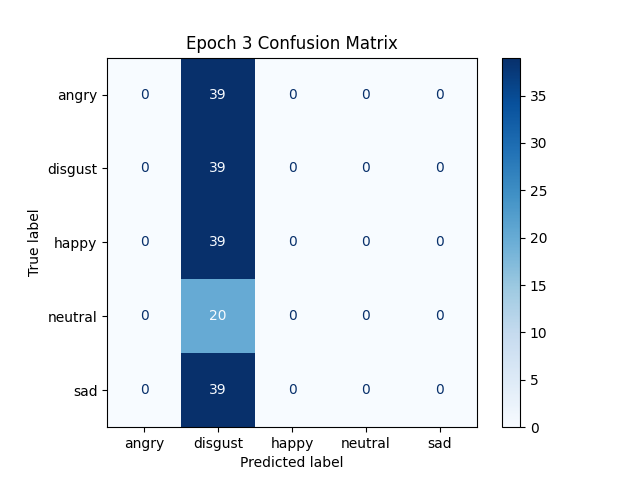 Epoch 3 Confusion Matrix
True label
angry 0 39 0 0 0
disgust 0 39 0 0 0
happy 0 39 0 0 0
neutral 0 20 0 0 0
sad 0 39 0 0 0
angry disgust happy neutral sad
Predicted label
35
30
25
20
15
10
5
0